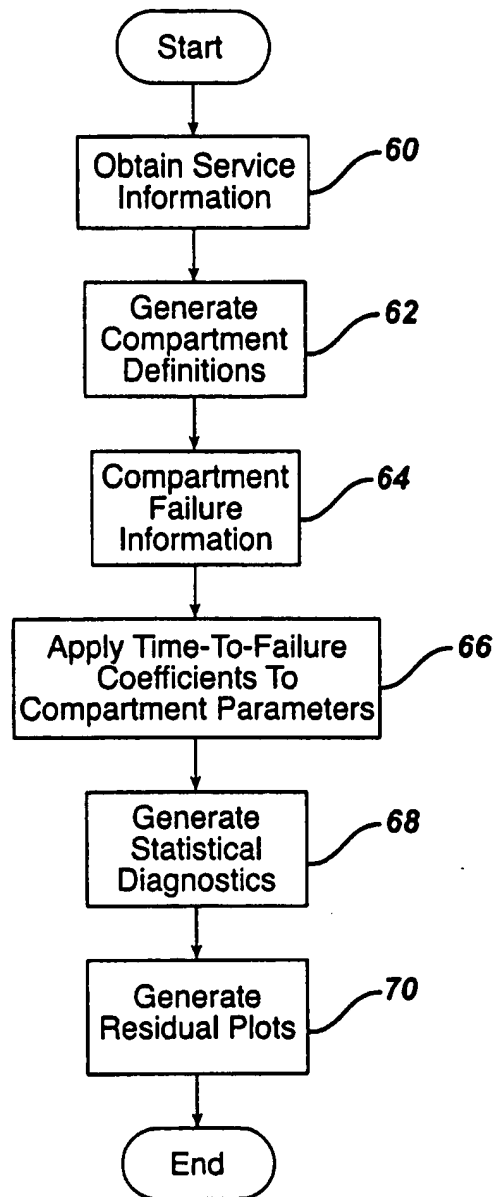 Start
Obtain Service
Information
60
Generate
Compartment
Definitions
62
Compartment
Failure
Information
64
Apply Time-To-Failure
Coefficients To
Compartment Parameters
66
Generate
Statistical
Diagnostics
68
Generate
Residual Plots
70
End